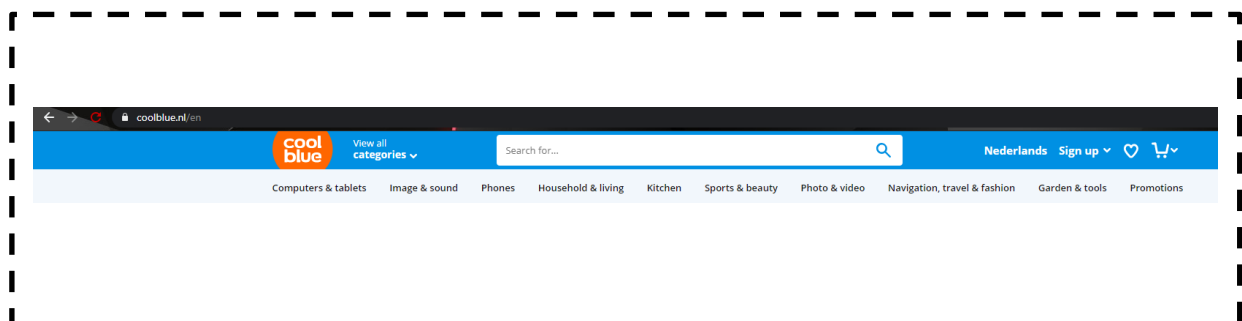 coolblue.nl/en
cool
blue
View all
categories
Search for...
Nederlands Sign up
Computers & tablets Image & sound Phones Household & living Kitchen Sports & beauty Photo & video Navigation, travel & fashion Garden & tools Promotions